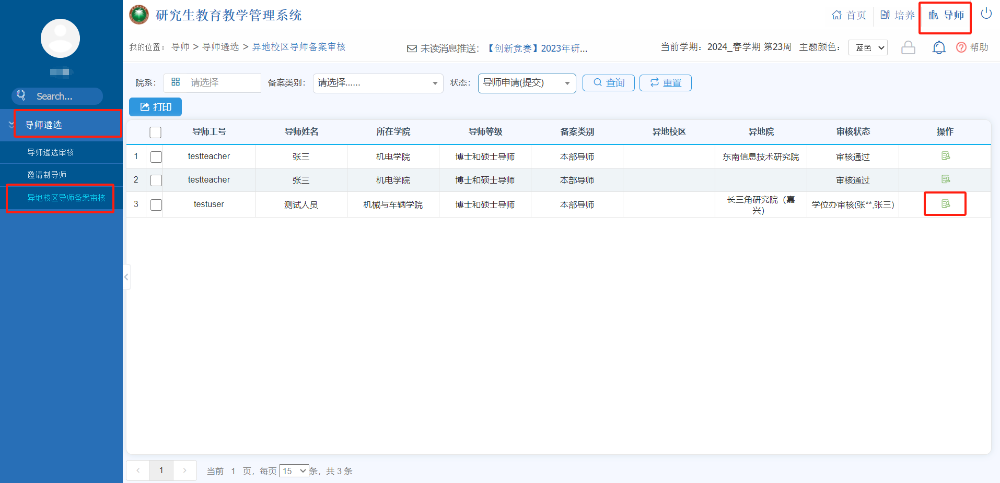 研究生教育教学管理系统
首页 培养 导师
Search...
导师遴选
导师遴选审核
邀请制导师
异地校区导师备案审核
我的位置： 导师 > 导师遴选 > 异地校区导师备案审核
未读消息推送： 【创新竞赛】2023年研...
当前学期： 2024_春学期 第23周 主题颜色： 蓝色 帮助
院系： 请选择 备案类别： 请选择...... 状态： 导师申请(提交) 查询 重置
打印
导师工号 导师姓名 所在学院 导师等级 备案类别 异地校区 异地院 审核状态 操作
1 testteacher 张三 机电学院 博士和硕士导师 本部导师 东南信息技术研究院 审核通过
2 testteacher 张三 机电学院 博士和硕士导师 本部导师 审核通过
3 testuser 测试人员 机械与车辆学院 博士和硕士导师 本部导师 长三角研究院（嘉兴） 学位办审核(张**,张三)
1 当前 1 页，每页 15 条，共 3 条